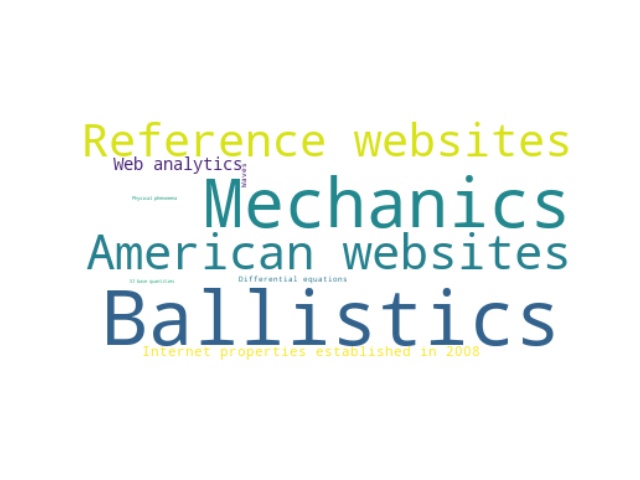 Reference websites
Web analytics
Waves
Physical phenomena
Mechanics
American websites
Differential equations
SI base quantities
Ballistics
Internet properties established in 2008